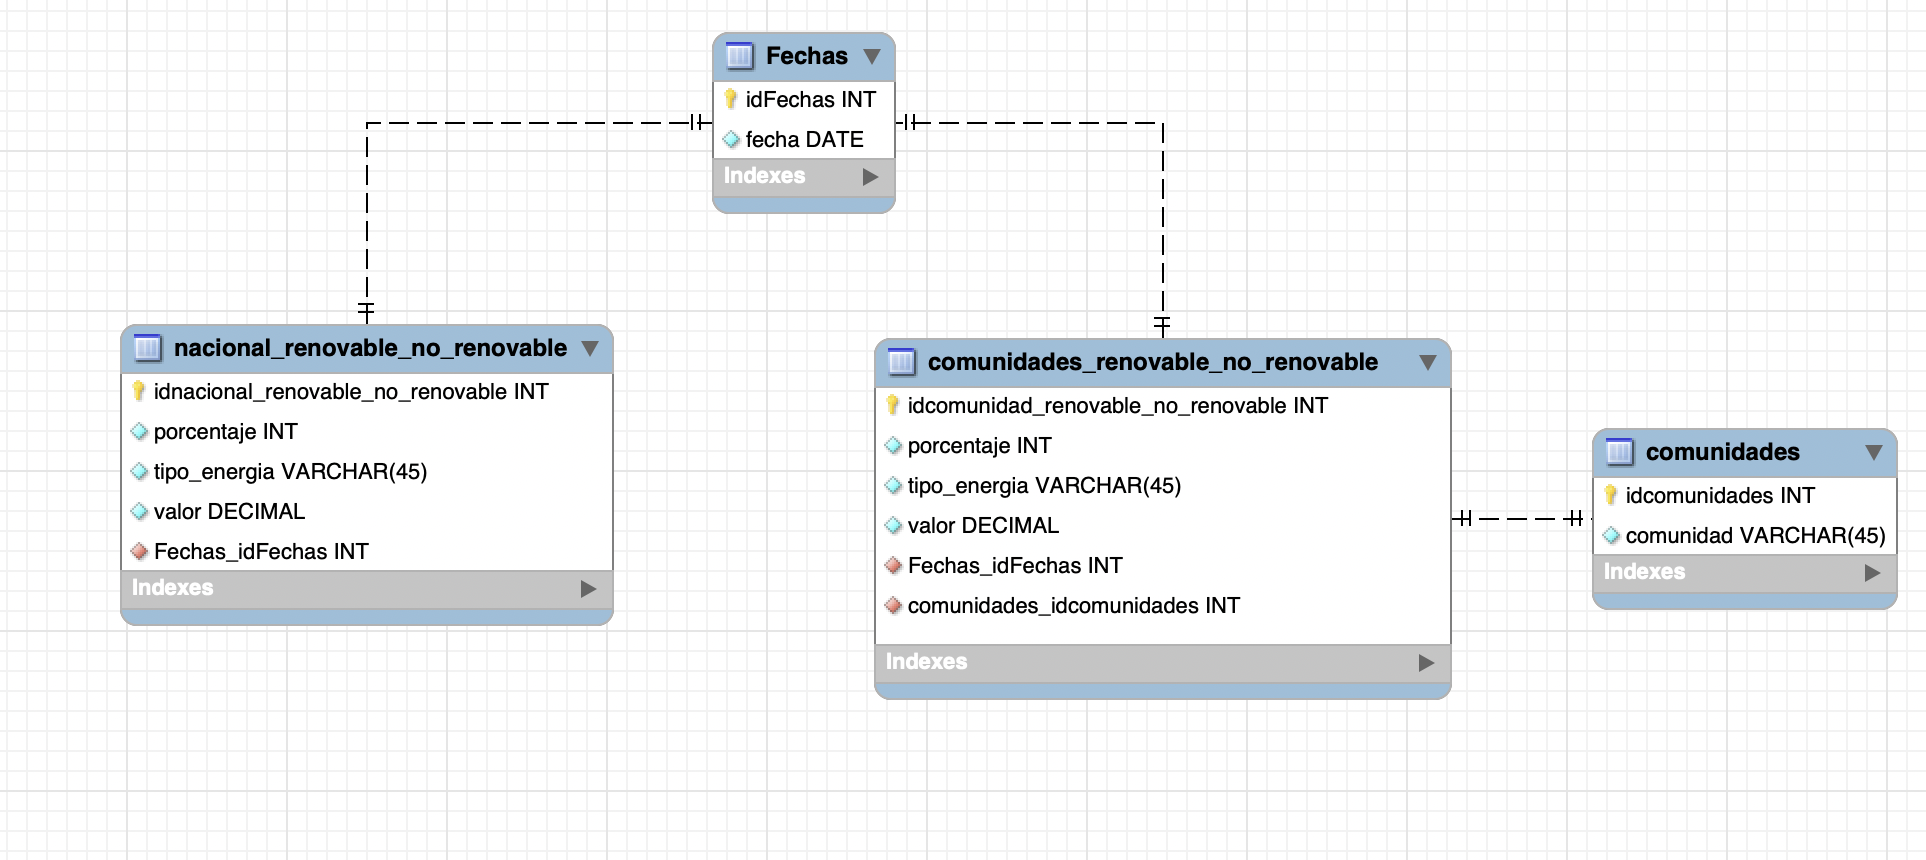 Fechas
idFechas INT
fecha DATE
Indexes
nacional_renovable_no_renovable
idnacional_renovable_no_renovable INT
porcentaje INT
tipo_energia VARCHAR(45)
valor DECIMAL
Fechas_idFechas INT
Indexes
comunidades_renovable_no_renovable
idcomunidad_renovable_no_renovable INT
porcentaje INT
tipo_energia VARCHAR(45)
valor DECIMAL
Fechas_idFechas INT
comunidades_idcomunidades INT
Indexes
comunidades
idcomunidades INT
comunidad VARCHAR(45)
Indexes